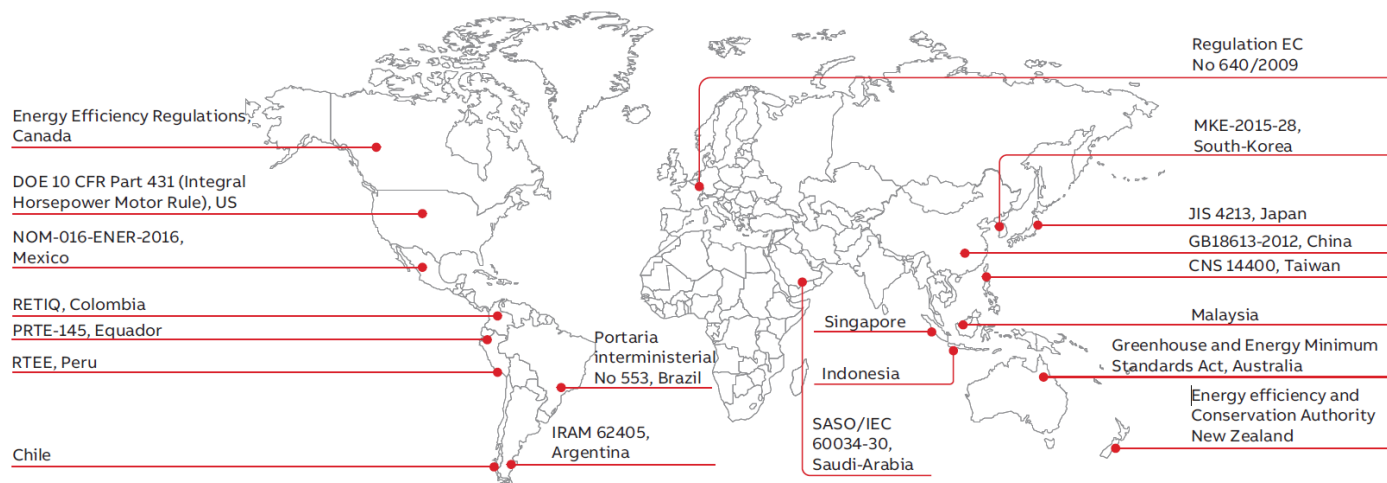 Energy Efficiency Regulations,
Canada
DOE 10 CFR Part 431 (Integral
Horsepower Motor Rule), US
NOM-016-ENER-2016,
Mexico
RETIQ, Colombia
PRTE-145, Equador
RTEE, Peru
Chile
Portaria
interministerial
No 553, Brazil
IRAM 62405,
Argentina
Regulation EC
No 640/2009
MKE-2015-28,
South-Korea
JIS 4213, Japan
GB18613-2012, China
CNS 14400, Taiwan
Singapore
Malaysia
Indonesia
Greenhouse and Energy Minimum
Standards Act, Australia
SASO/IEC
60034-30,
Saudi-Arabia
Energy efficiency and
Conservation Authority
New Zealand